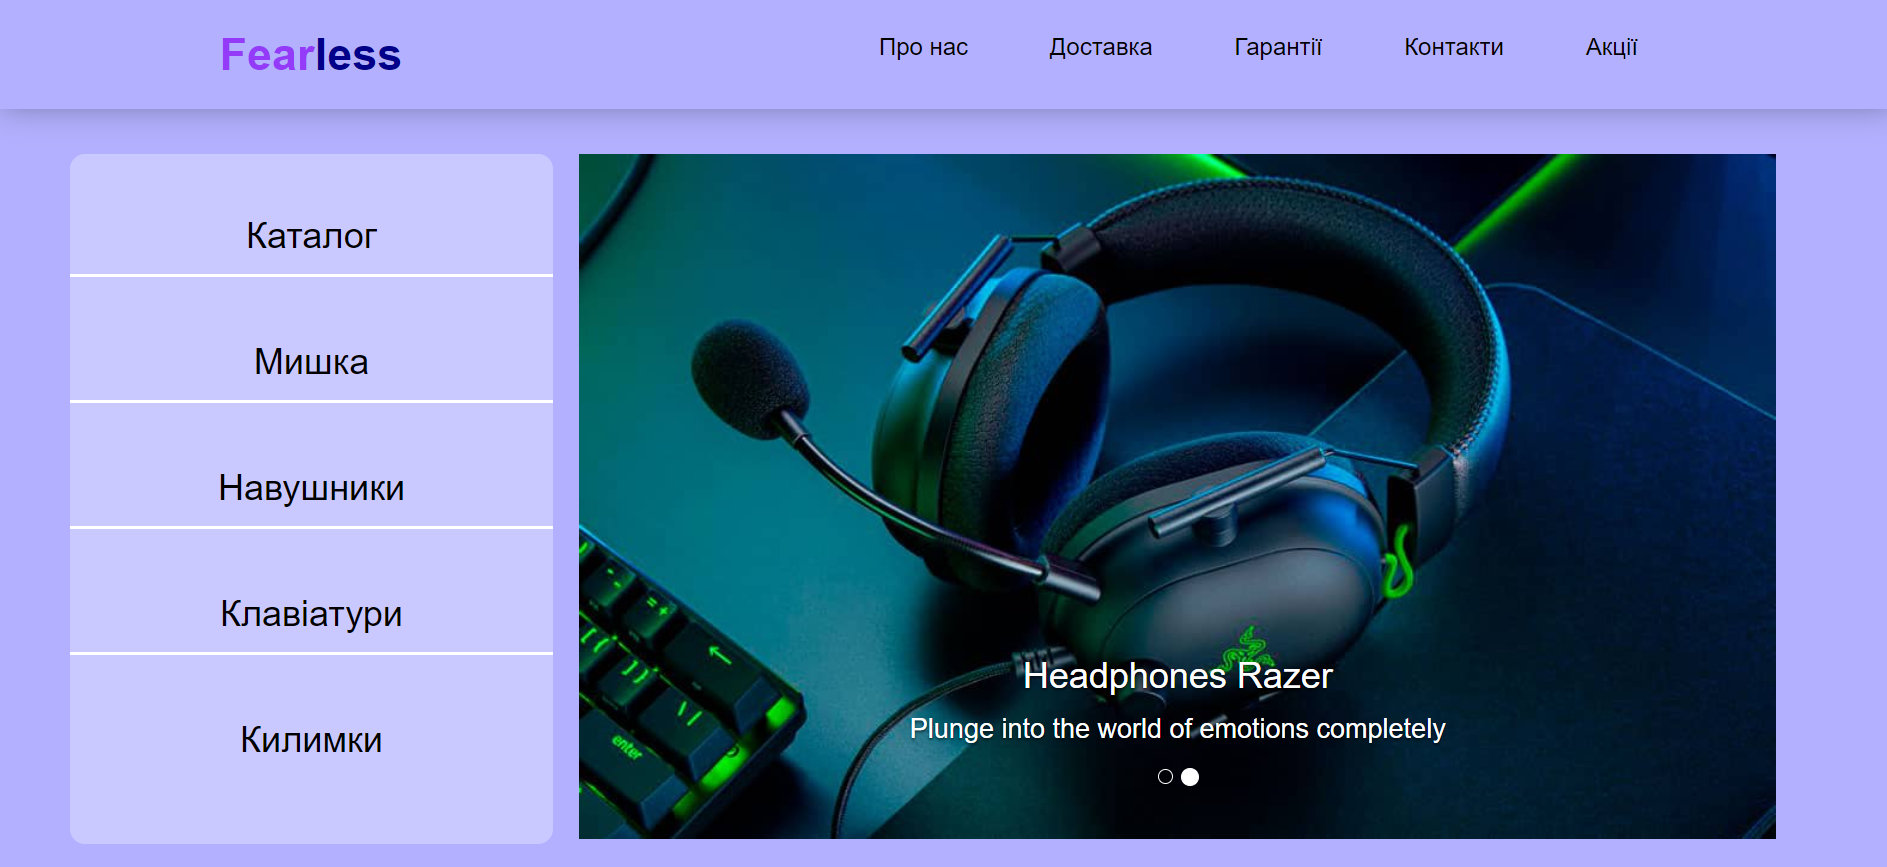 Fearless
Про нас Доставка Гарантії Контакти Акції
Каталог
Мишка
Навушники
Клавіатури
Килимки
enter
Headphones Razer
Plunge into the world of emotions completely